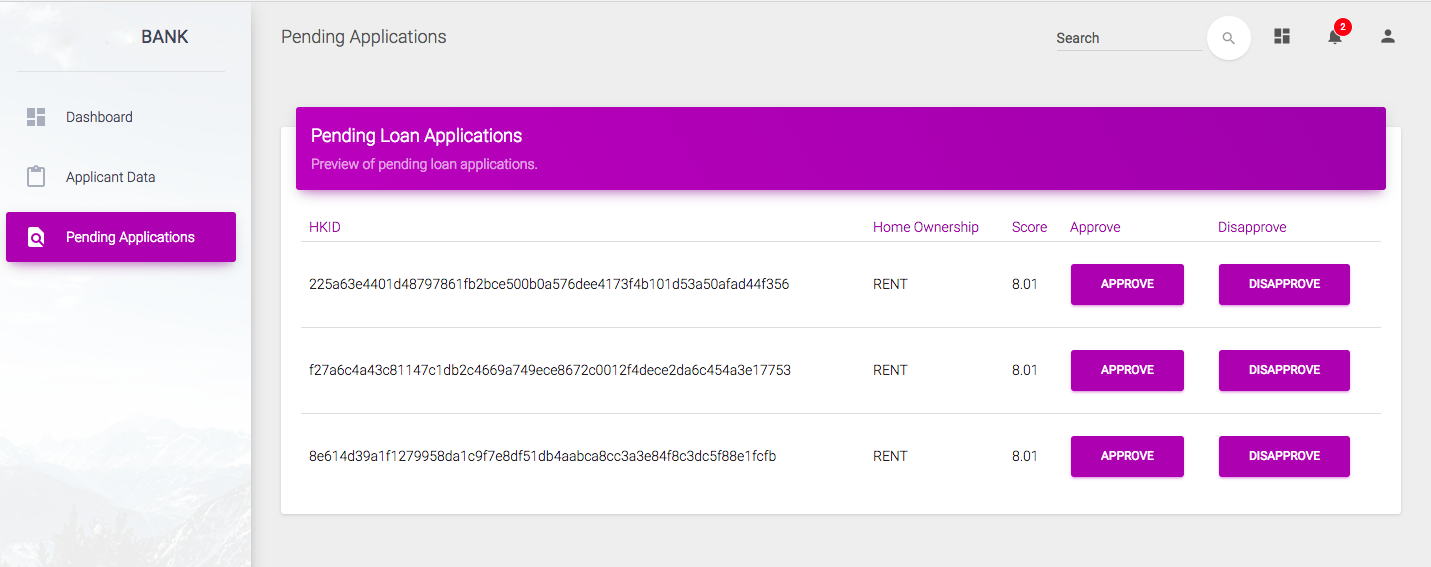 BANK
Dashboard
Applicant Data
Pending Applications
Pending Applications
Search
2
Pending Loan Applications
Preview of pending loan applications.
HKID Home Ownership Score Approve Disapprove
225a63e4401d48797861fb2bce500b0a576dee4173f4b101d53a50afad44f356 RENT 8.01 APPROVE DISAPPROVE
f27a6c4a43c81147c1db2c4669a749ece8672c0012f4dece2da6c454a3e17753 RENT 8.01 APPROVE DISAPPROVE
8e614d39a1f1279958da1c9f7e8df51db4aabca8cc3a3e84f8c3dc5f88e1fcfb RENT 8.01 APPROVE DISAPPROVE